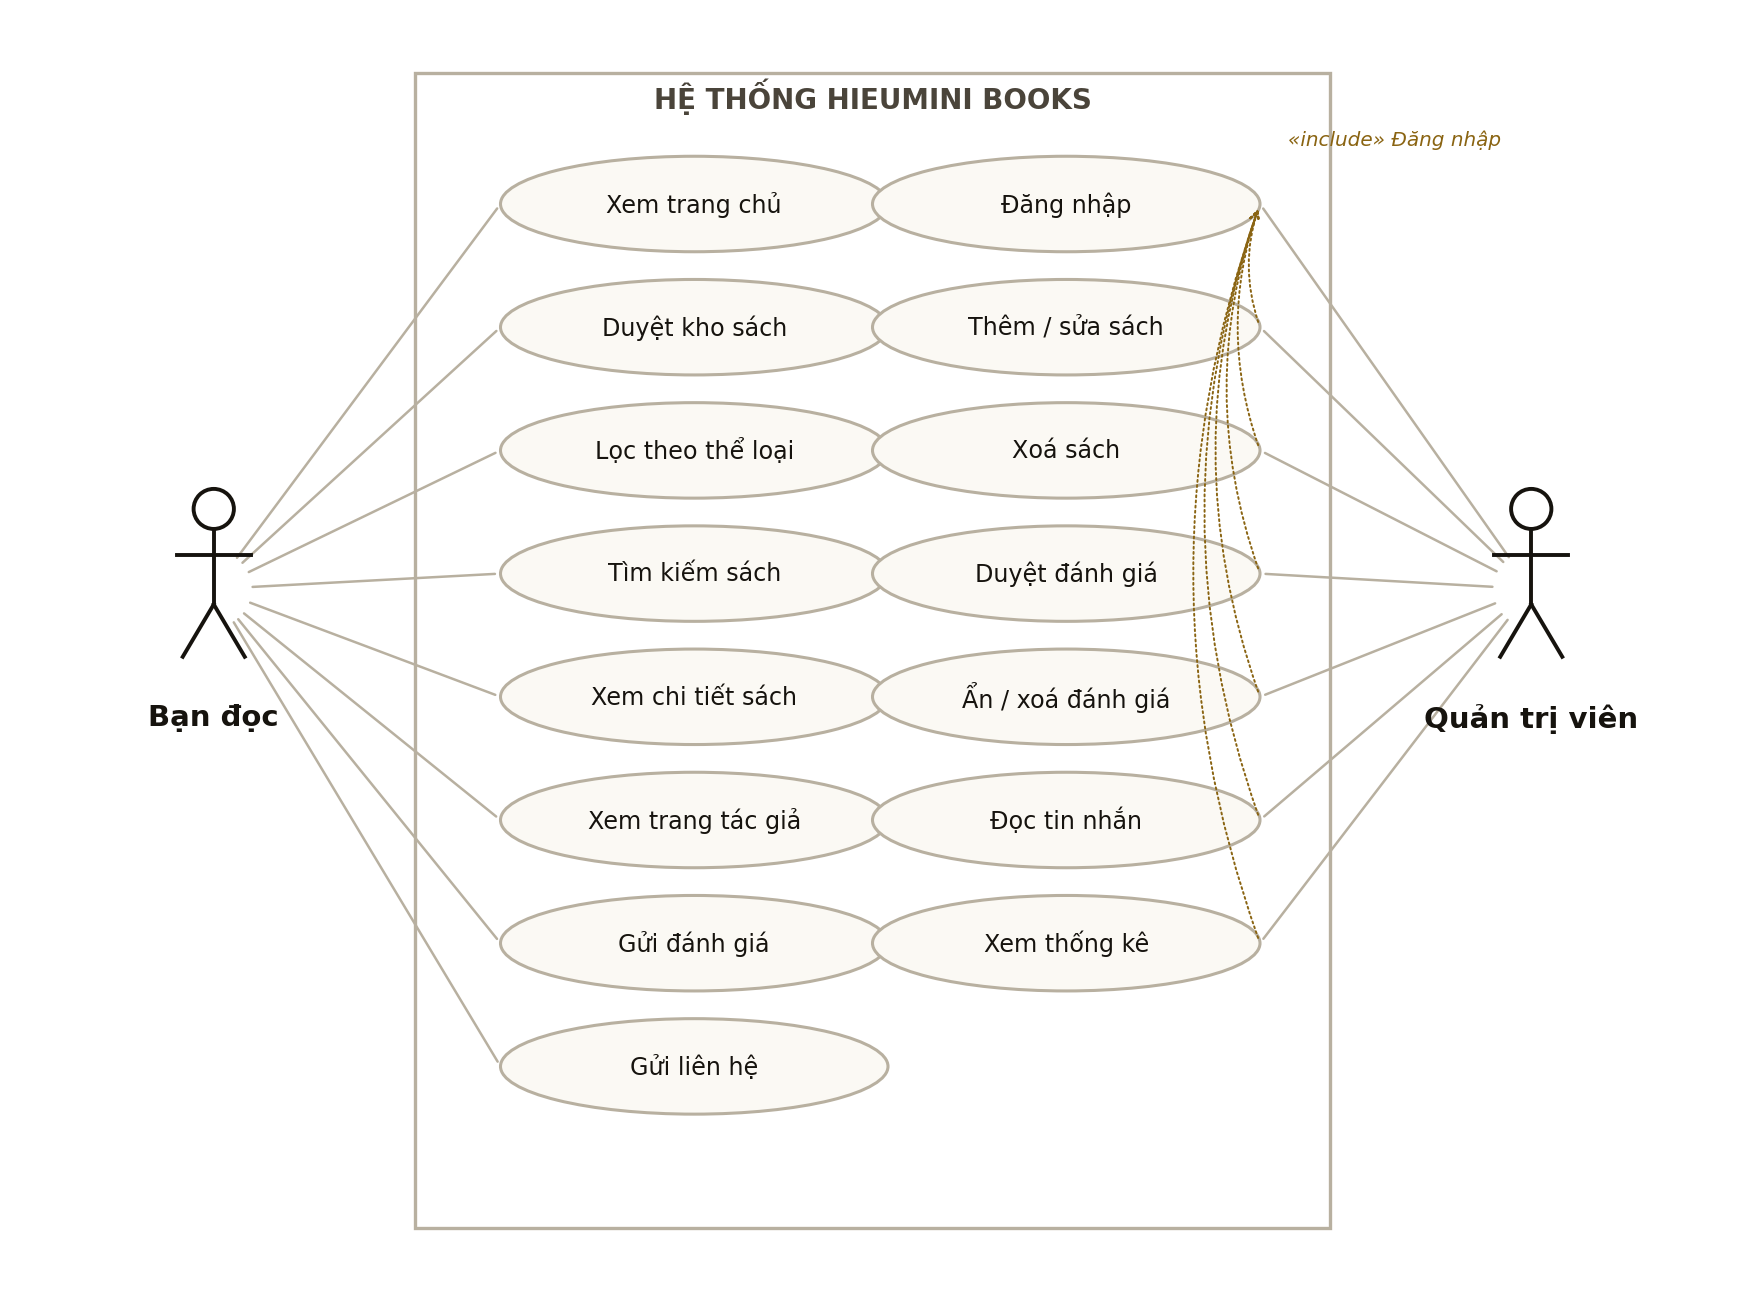 HỆ THỐNG HIEUMINI BOOKS
«include» Đăng nhập
Xem trang chủ
Đăng nhập
Duyệt kho sách
Thêm / sửa sách
Lọc theo thể loại
Xoá sách
Tìm kiếm sách
Duyệt đánh giá
Xem chi tiết sách
Ẩn / xoá đánh giá
Bạn đọc
Quản trị viên
Xem trang tác giả
Đọc tin nhắn
Gửi đánh giá
Xem thống kê
Gửi liên hệ